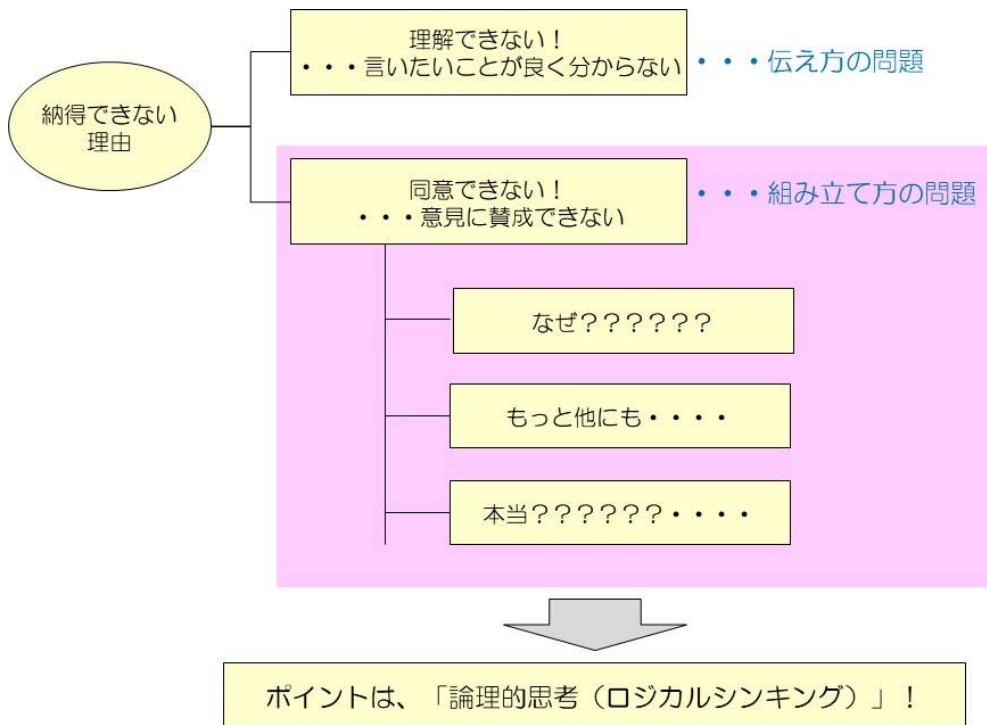 納得できない
理由
理解できない!
・・・言いたいことが良く分からない
・・・伝え方の問題
同意できない!
・・・意見に賛成できない
・・・組み立て方の問題
なぜ??????
もっと他にも・・・・
本当??????・・・・
ポイントは、「論理的思考(ロジカルシンキング)」!